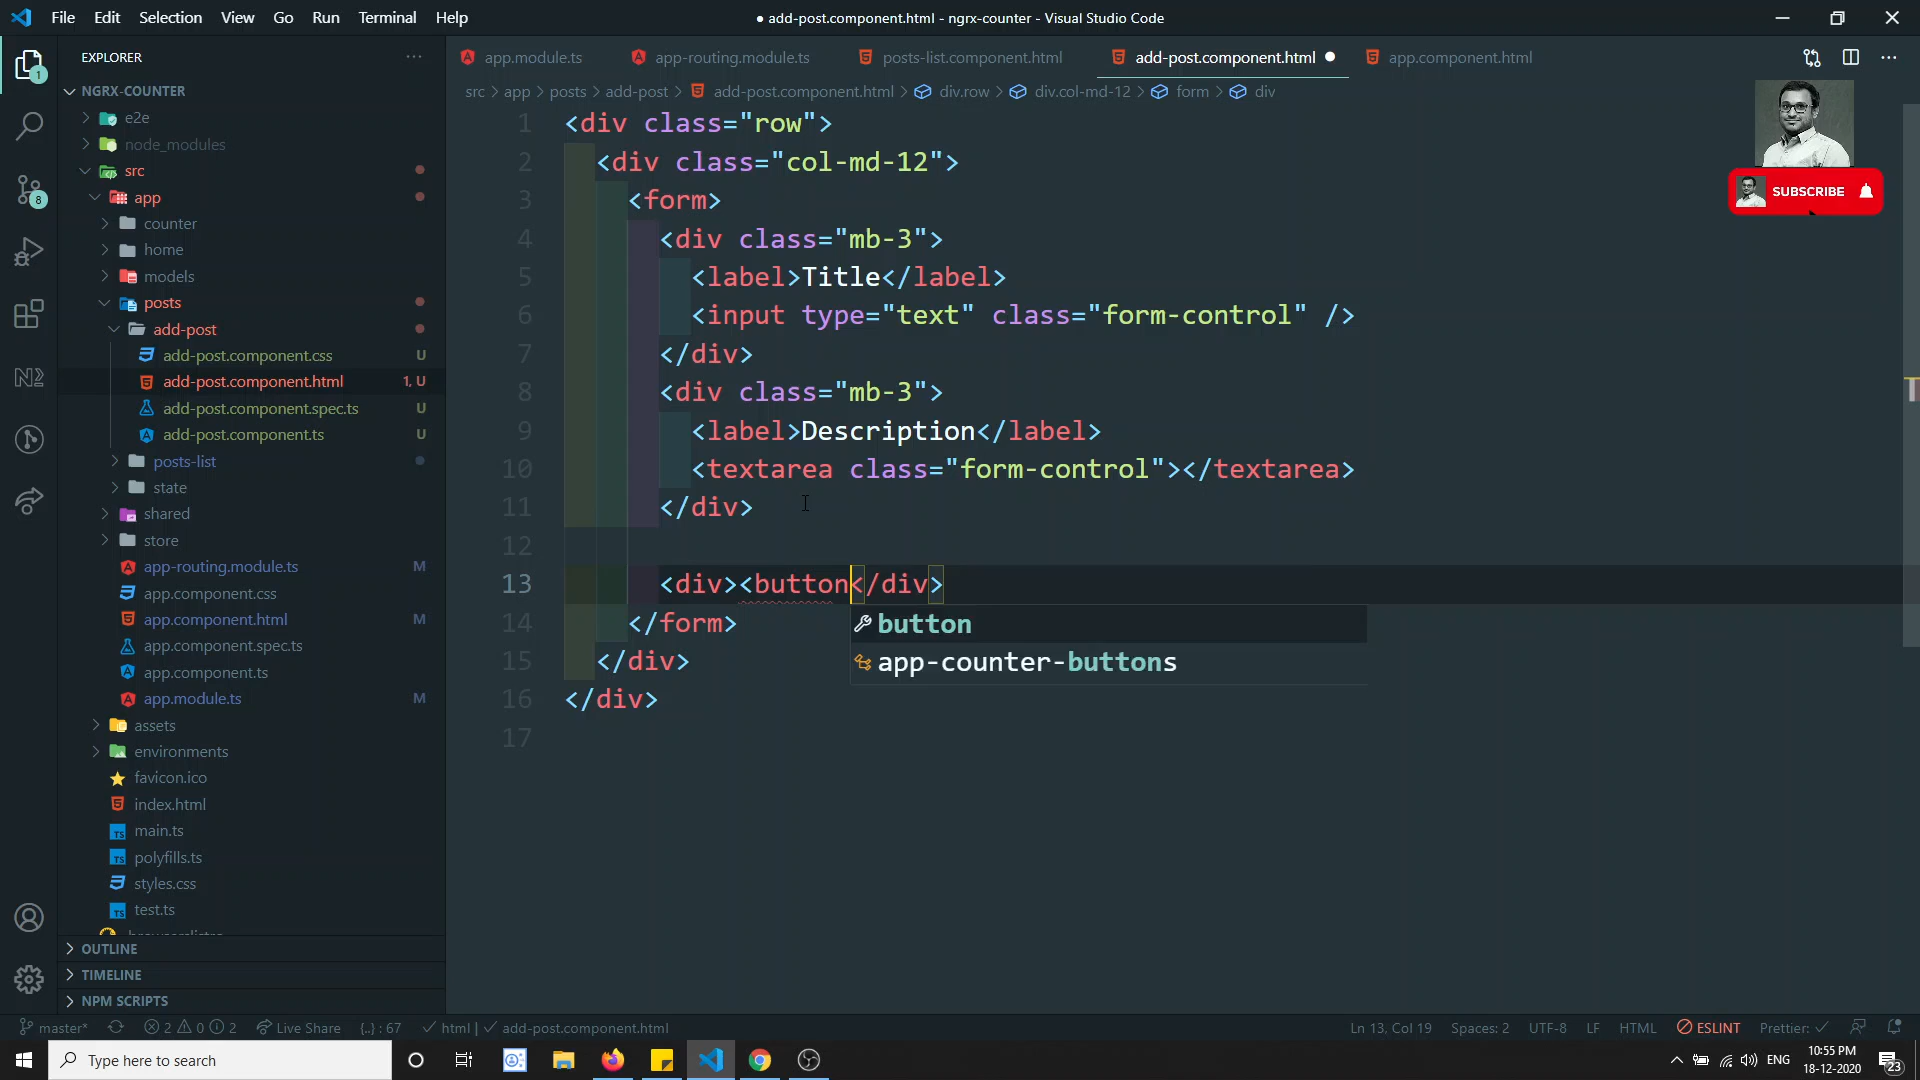 File Edit Selection View Go Run Terminal Help
● add-post.component.html - ngrx-counter - Visual Studio Code
EXPLORER
app.module.ts
app-routing.module.ts
posts-list.component.html
add-post.component.html
app.component.html
src > app > posts > add-post > add-post.component.html > div.row > div.col-md-12 > form > div
NGRX-COUNTER
e2e
node_modules
src
app
counter
home
models
posts
add-post
add-post.component.css U
add-post.component.html 1, U
add-post.component.spec.ts U
add-post.component.ts U
posts-list
state
shared
store
app-routing.module.ts M
app.component.css
app.component.html M
app.component.spec.ts
app.component.ts
app.module.ts M
assets
environments
favicon.ico
index.html
main.ts
polyfills.ts
styles.css
test.ts
OUTLINE
TIMELINE
NPM SCRIPTS
1
8
1 <div class="row">
2 <div class="col-md-12">
3 <form>
4 <div class="mb-3">
5 <label>Title</label>
6 <input type="text" class="form-control" />
7 </div>
8 <div class="mb-3">
9 <label>Description</label>
10 <textarea class="form-control"></textarea>
11 </div>
12
13 <div><button</div>
14 </form>
15 </div>
16 </div>
17
button
app-counter-buttons
SUBSCRIBE
master* 2 0 2 Live Share {..} : 67 html | add-post.component.html
Ln 13, Col 19 Spaces: 2 UTF-8 LF HTML ESLINT Prettier: ✓
Type here to search
ENG
10:55 PM
18-12-2020
23